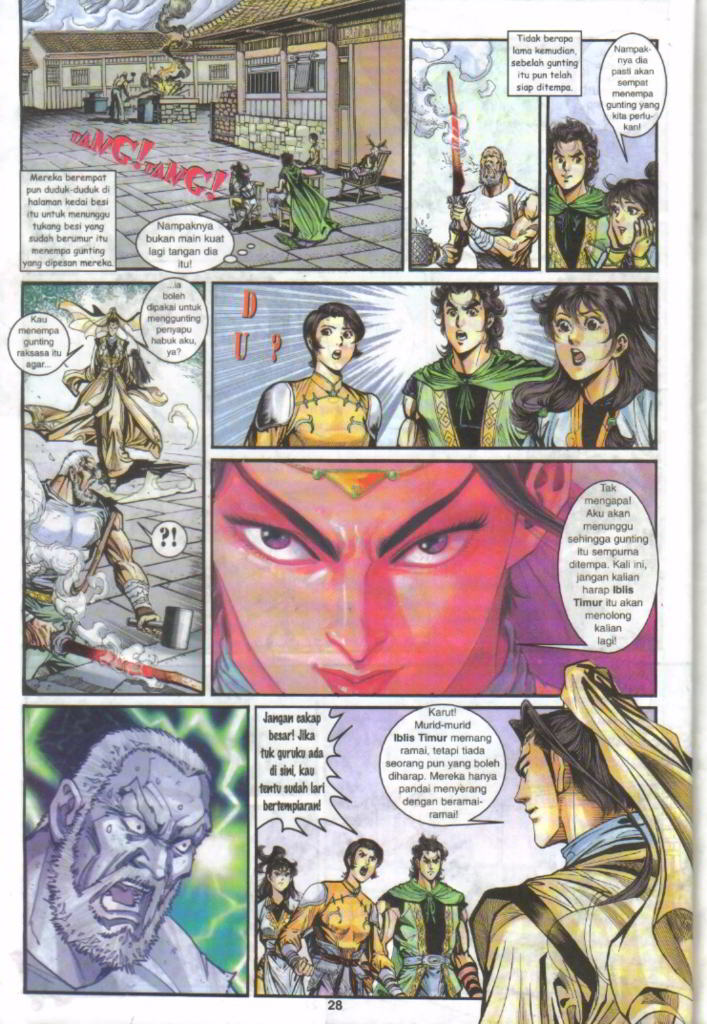 TANG! TANG!
Mereka berempat
pun duduk-duduk di
halaman kedai besi
itu untuk menunggu
tukang besi yang
sudah berumur itu
menempa gunting
yang dipesan mereka.
Nampaknya
bukan main kuat
lagi tangan dia
itu!
Tidak berapa
lama kemudian,
sebelah gunting
itu pun telah
siap ditempa.
Nampak-
nya dia
pasti akan
sempat
menempa
gunting yang
kita perlu-
kan!
Kau
menempa
gunting
raksasa itu
agar...
...ia
boleh
dipakai untuk
menggunting
penyapu
habuk aku,
ya?
?!
D
U ?
Tak
mengapa!
Aku akan
menunggu
sehingga gunting
itu sempurna
ditempa. Kali ini,
jangan kalian
harap Iblis
Timur itu akan
menolong
kalian
lagi!
Jangan cakap
besar! Jika
tuk guruku ada
di sini, kau
tentu sudah lari
bertempiaran!
Karut!
Murid-murid
Iblis Timur memang
ramai, tetapi tiada
seorang pun yang boleh
diharap. Mereka hanya
pandai menyerang
dengan beramai-
ramai!
28